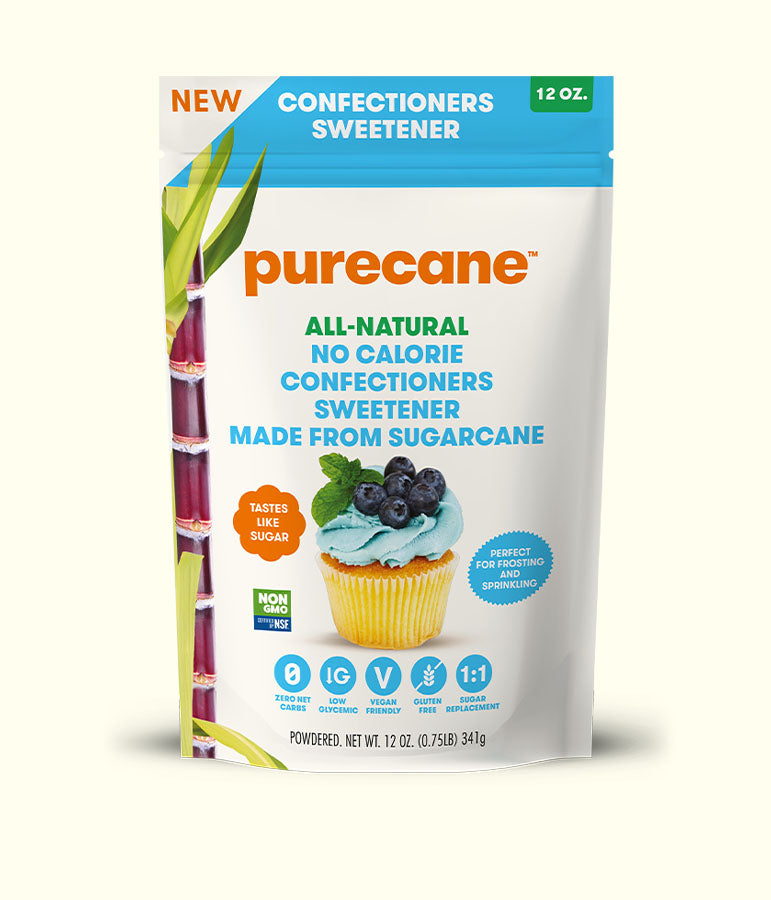 NEW
CONFECTIONERS
SWEETENER
12 OZ.
purecane™
ALL-NATURAL
NO CALORIE
CONFECTIONERS
SWEETENER
MADE FROM SUGARCANE
TASTES
LIKE
SUGAR
PERFECT
FOR FROSTING
AND
SPRINKLING
NON
GMO
CERTIFIED
BY NSF
0
ZERO NET
CARBS
↓G
LOW
GLYCEMIC
V
VEGAN
FRIENDLY
GLUTEN
FREE
1:1
SUGAR
REPLACEMENT
POWDERED. NET WT. 12 OZ. (0.75LB) 341g